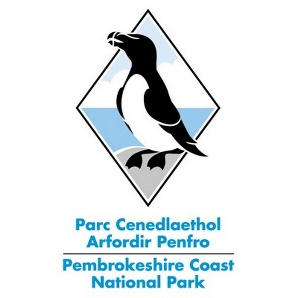 Parc Cenedlaethol
Arfordir Penfro
Pembrokeshire Coast
National Park